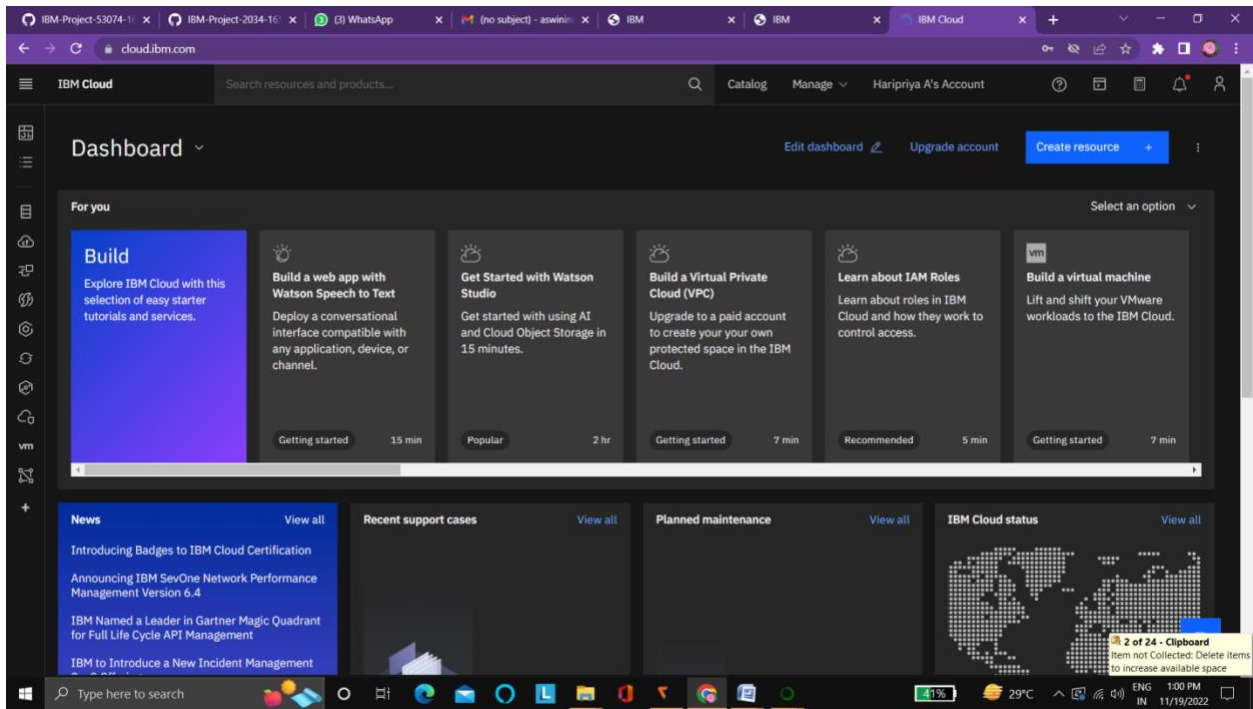 IBM-Project-53074-16
IBM-Project-2034-16
(3) WhatsApp
(no subject) - aswinin
IBM
IBM
IBM Cloud
cloud.ibm.com
IBM Cloud
Search resources and products...
Catalog
Manage
Haripriya A's Account
Dashboard
Edit dashboard
Upgrade account
Create resource +
For you
Select an option
Build
Explore IBM Cloud with this
selection of easy starter
tutorials and services.
Build a web app with
Watson Speech to Text
Deploy a conversational
interface compatible with
any application, device, or
channel.
Getting started
15 min
Get Started with Watson
Studio
Get started with using AI
and Cloud Object Storage in
15 minutes.
Popular
2 hr
Build a Virtual Private
Cloud (VPC)
Upgrade to a paid account
to create your your own
protected space in the IBM
Cloud.
Getting started
7 min
Learn about IAM Roles
Learn about roles in IBM
Cloud and how they work to
control access.
Recommended
5 min
vm
Build a virtual machine
Lift and shift your VMware
workloads to the IBM Cloud.
Getting started
7 min
vm
News
View all
Introducing Badges to IBM Cloud Certification
Announcing IBM SevOne Network Performance
Management Version 6.4
IBM Named a Leader in Gartner Magic Quadrant
for Full Life Cycle API Management
IBM to Introduce a New Incident Management
Recent support cases
View all
Planned maintenance
View all
IBM Cloud status
View all
2 of 24 - Clipboard
Item not Collected: Delete items
to increase available space
Type here to search
L
41%
29°C
ENG
IN
1:00 PM
11/19/2022